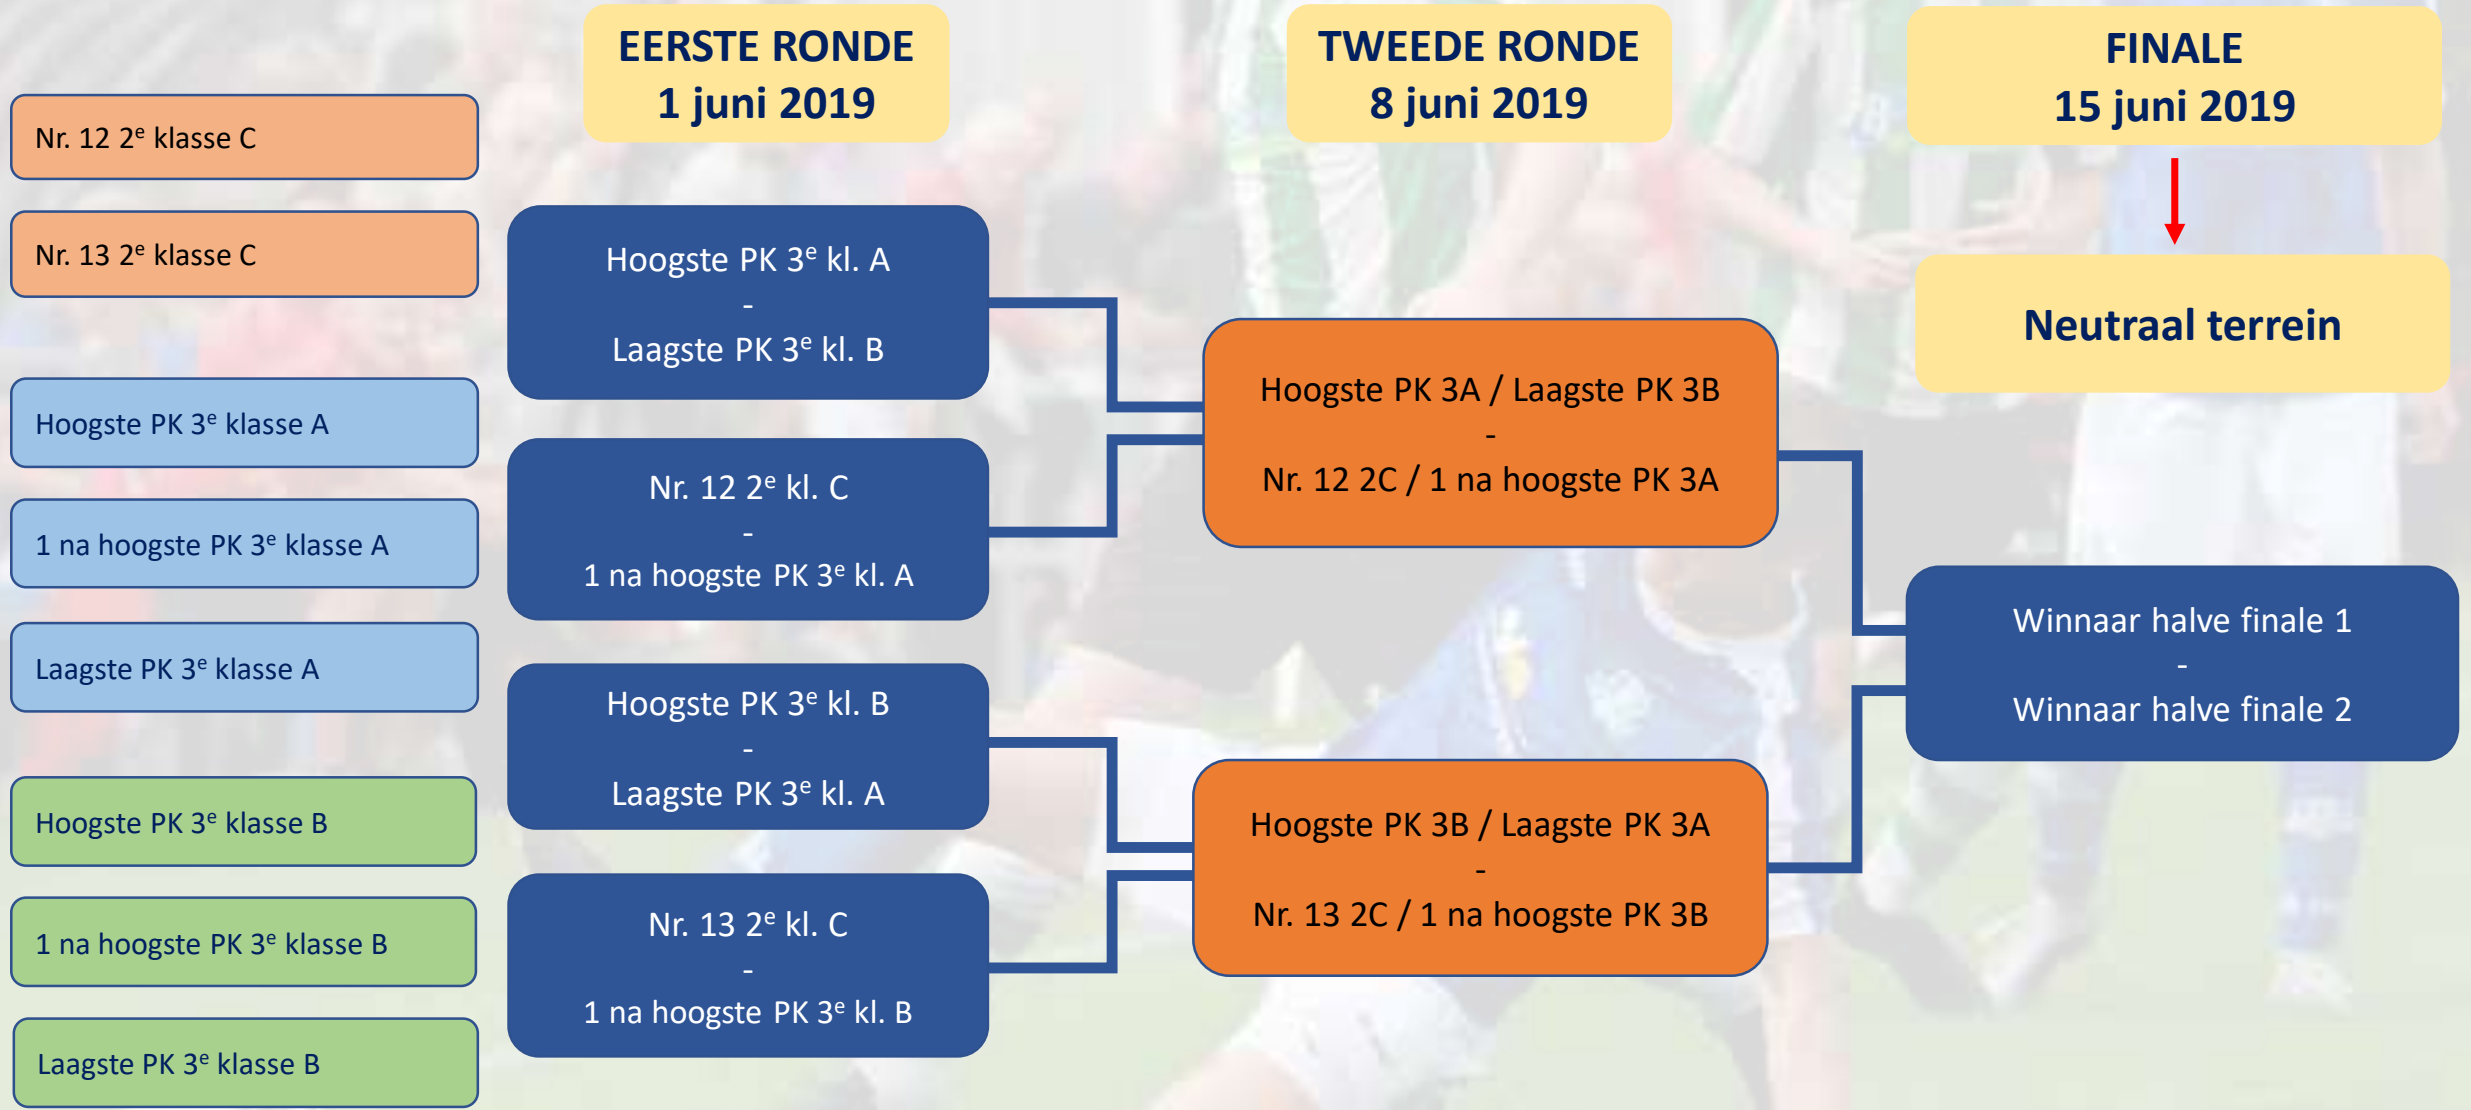 EERSTE RONDE
1 juni 2019
TWEEDE RONDE
8 juni 2019
FINALE
15 juni 2019
Neutraal terrein
Nr. 12 2e klasse C
Nr. 13 2e klasse C
Hoogste PK 3e klasse A
1 na hoogste PK 3e klasse A
Laagste PK 3e klasse A
Hoogste PK 3e klasse B
1 na hoogste PK 3e klasse B
Laagste PK 3e klasse B
Hoogste PK 3e kl. A
-
Laagste PK 3e kl. B
Nr. 12 2e kl. C
-
1 na hoogste PK 3e kl. A
Hoogste PK 3e kl. B
-
Laagste PK 3e kl. A
Nr. 13 2e kl. C
-
1 na hoogste PK 3e kl. B
Hoogste PK 3A / Laagste PK 3B
-
Nr. 12 2C / 1 na hoogste PK 3A
Hoogste PK 3B / Laagste PK 3A
-
Nr. 13 2C / 1 na hoogste PK 3B
Winnaar halve finale 1
-
Winnaar halve finale 2